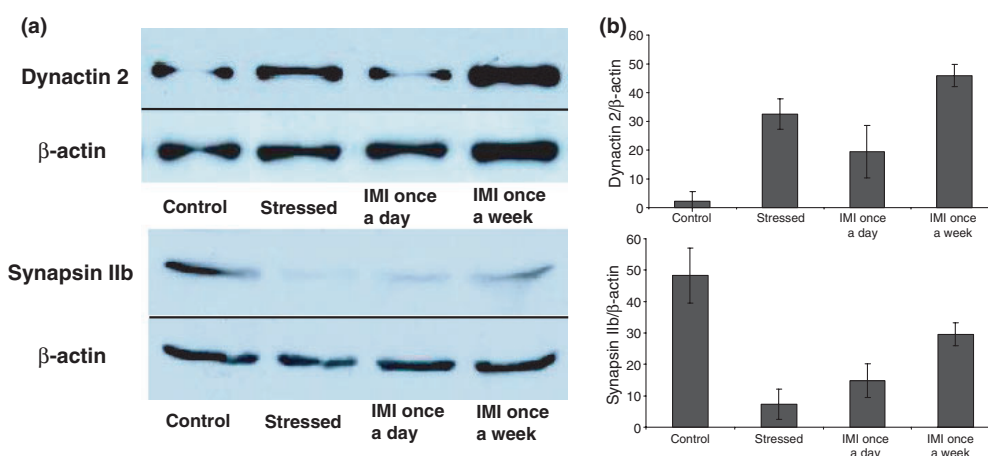 (a)
Dynactin 2
β-actin
Control Stressed IMI once a day IMI once a week
Synapsin IIb
β-actin
Control Stressed IMI once a day IMI once a week
(b)
Dynactin 2/β-actin
60
50
40
30
20
10
0
Control Stressed IMI once a day IMI once a week
Synapsin IIb/β-actin
60
50
40
30
20
10
0
Control Stressed IMI once a day IMI once a week